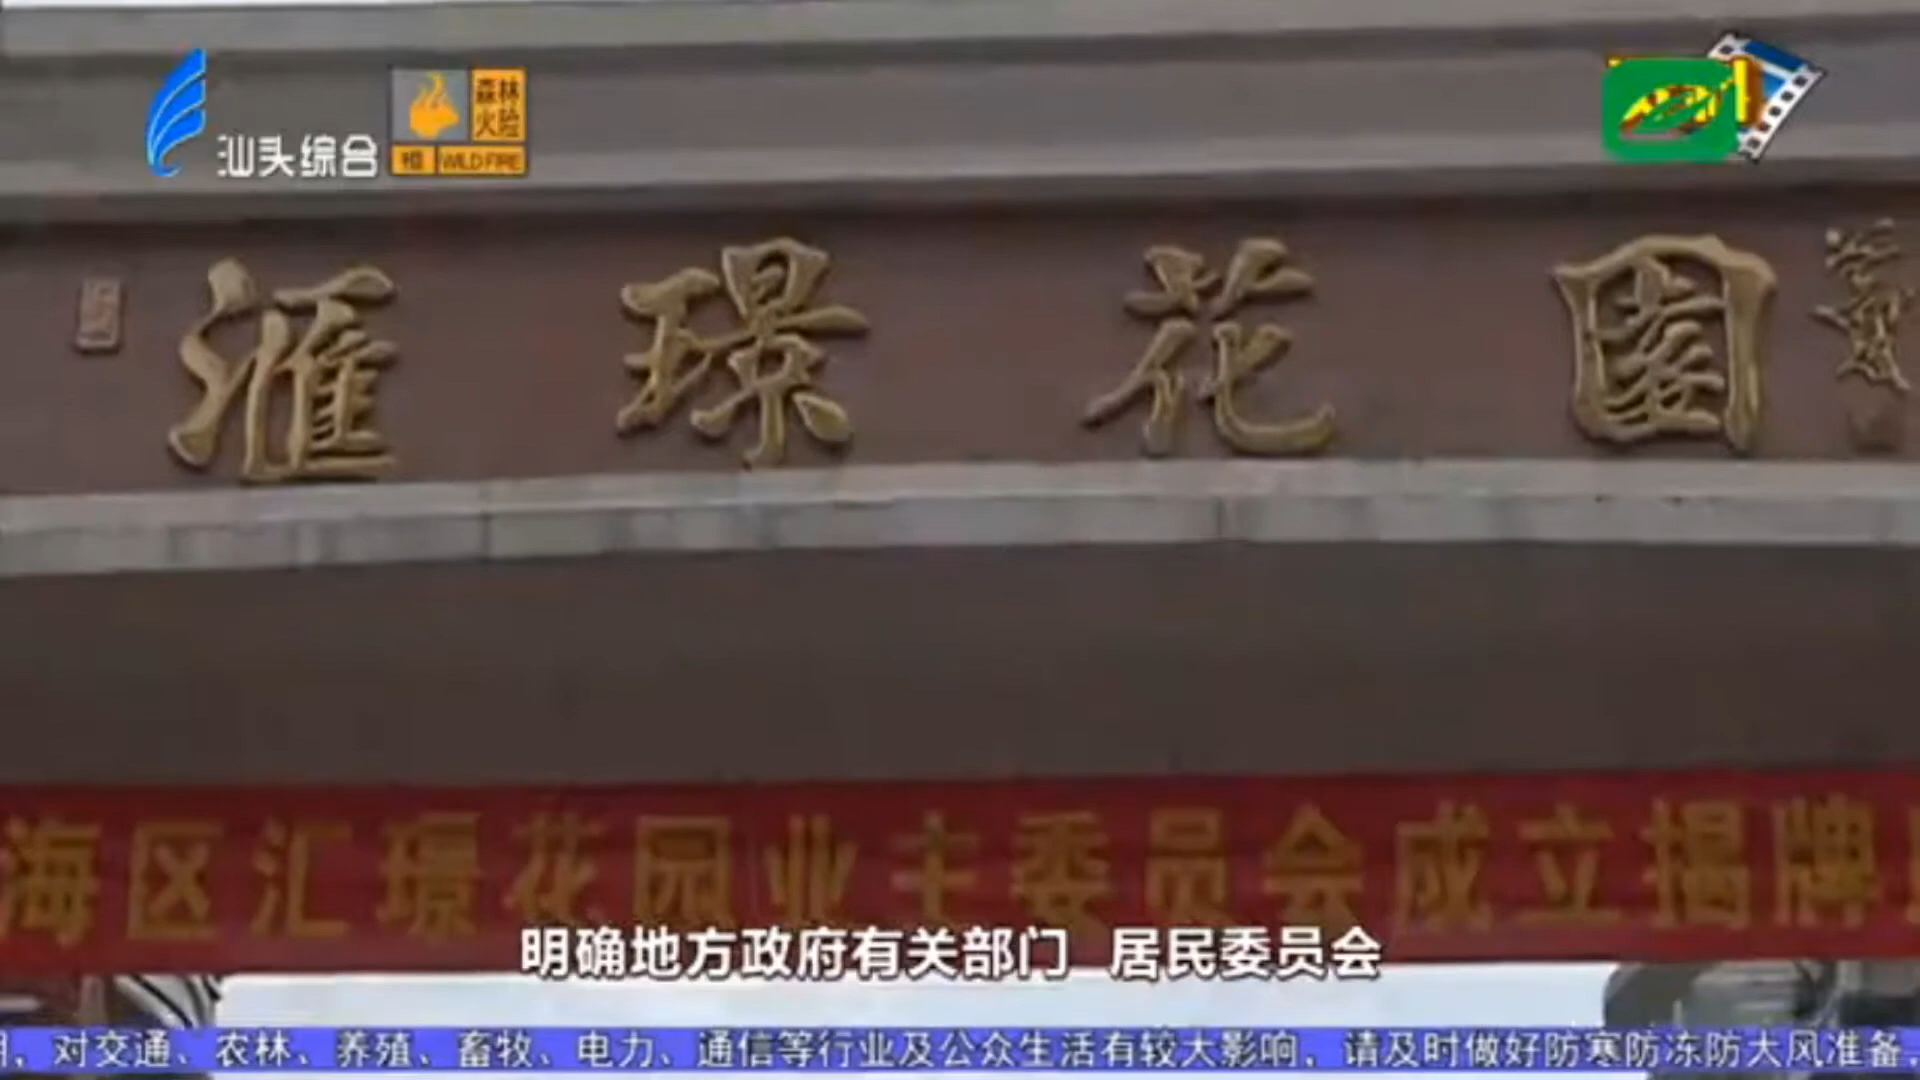 汕头综合
森林
火险
橙 WILD FIRE
滙璟花園
海区汇璟花园业主委员会成立揭牌
明确地方政府有关部门 居民委员会
，对交通、农林、养殖、畜牧、电力、通信等行业及公众生活有较大影响，请及时做好防寒防冻防大风准备，